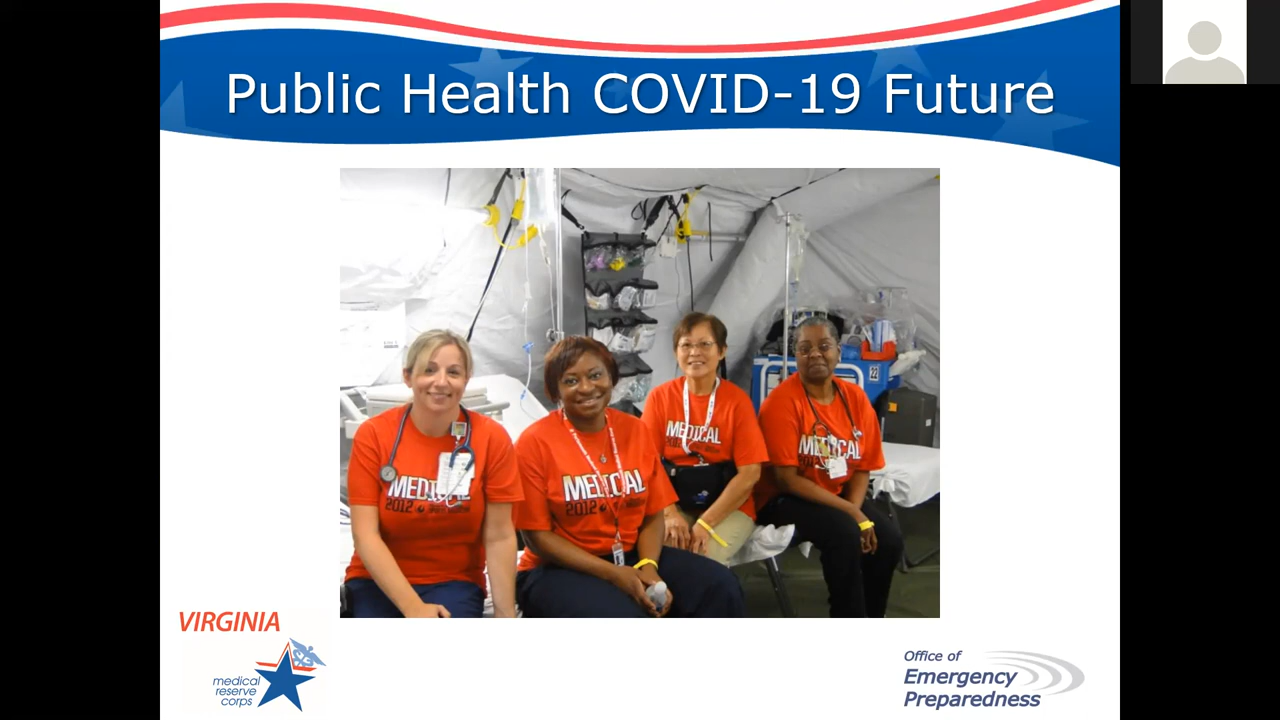 Public Health COVID-19 Future
MEDICAL
2012
MEDICAL
2012
MEDICAL
MEDICAL
22
VIRGINIA
medical
reserve
corps
Office of
Emergency
Preparedness